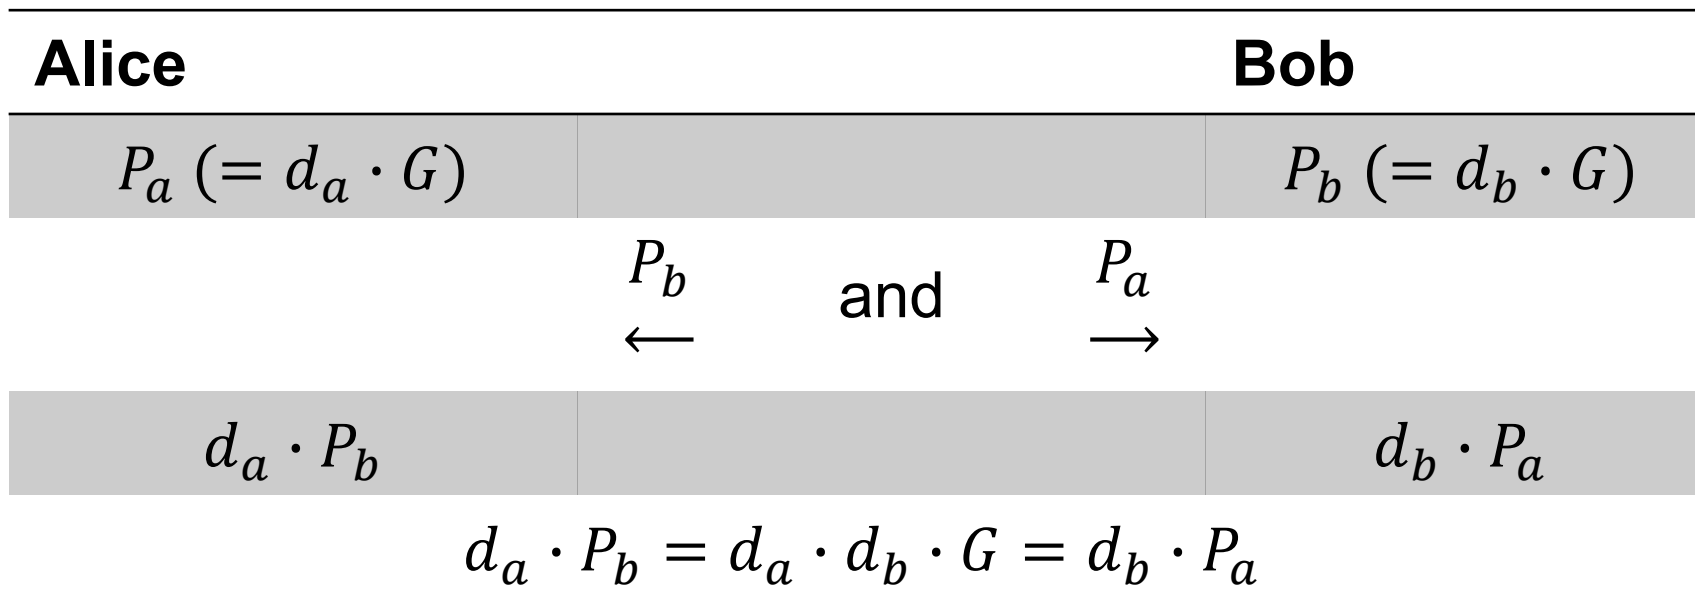 Alice Bob
P_a (= d_a · G) P_b (= d_b · G)
P_b and P_a
← →
d_a · P_b d_b · P_a
d_a · P_b = d_a · d_b · G = d_b · P_a